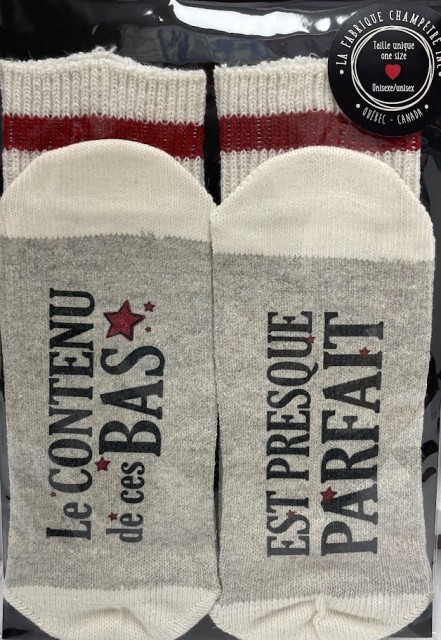 LA FABRIQUE CHAMPÊTRE INC
Taille unique
one size
Unisexe/unisex
QUÉBEC - CANADA
Le CONTENU
de ces BAS
EST PRESQUE
PARFAIT